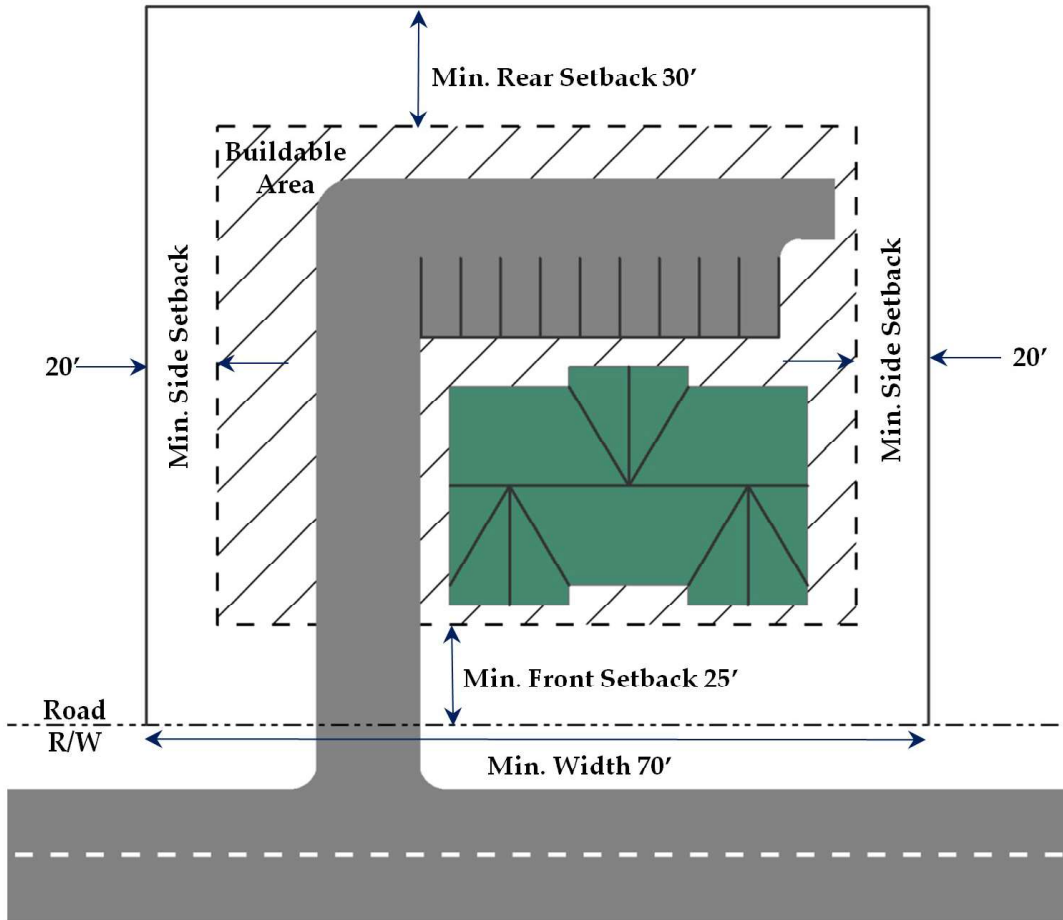 Min. Rear Setback 30’
Buildable
Area
Min. Side Setback
Min. Side Setback
20’
20’
Min. Front Setback 25’
Road
R/W
Min. Width 70’